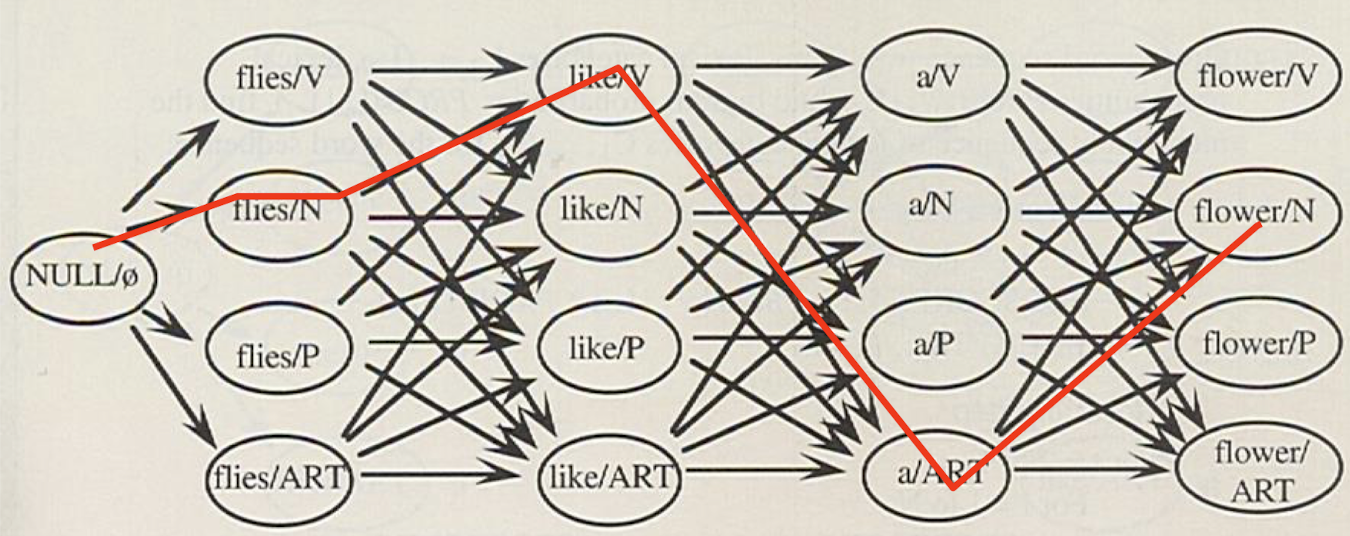 flies/V
like/V
a/V
flower/V
flies/N
like/N
a/N
flower/N
NULL/ø
flies/P
like/P
a/P
flower/P
flies/ART
like/ART
a/ART
flower/
ART